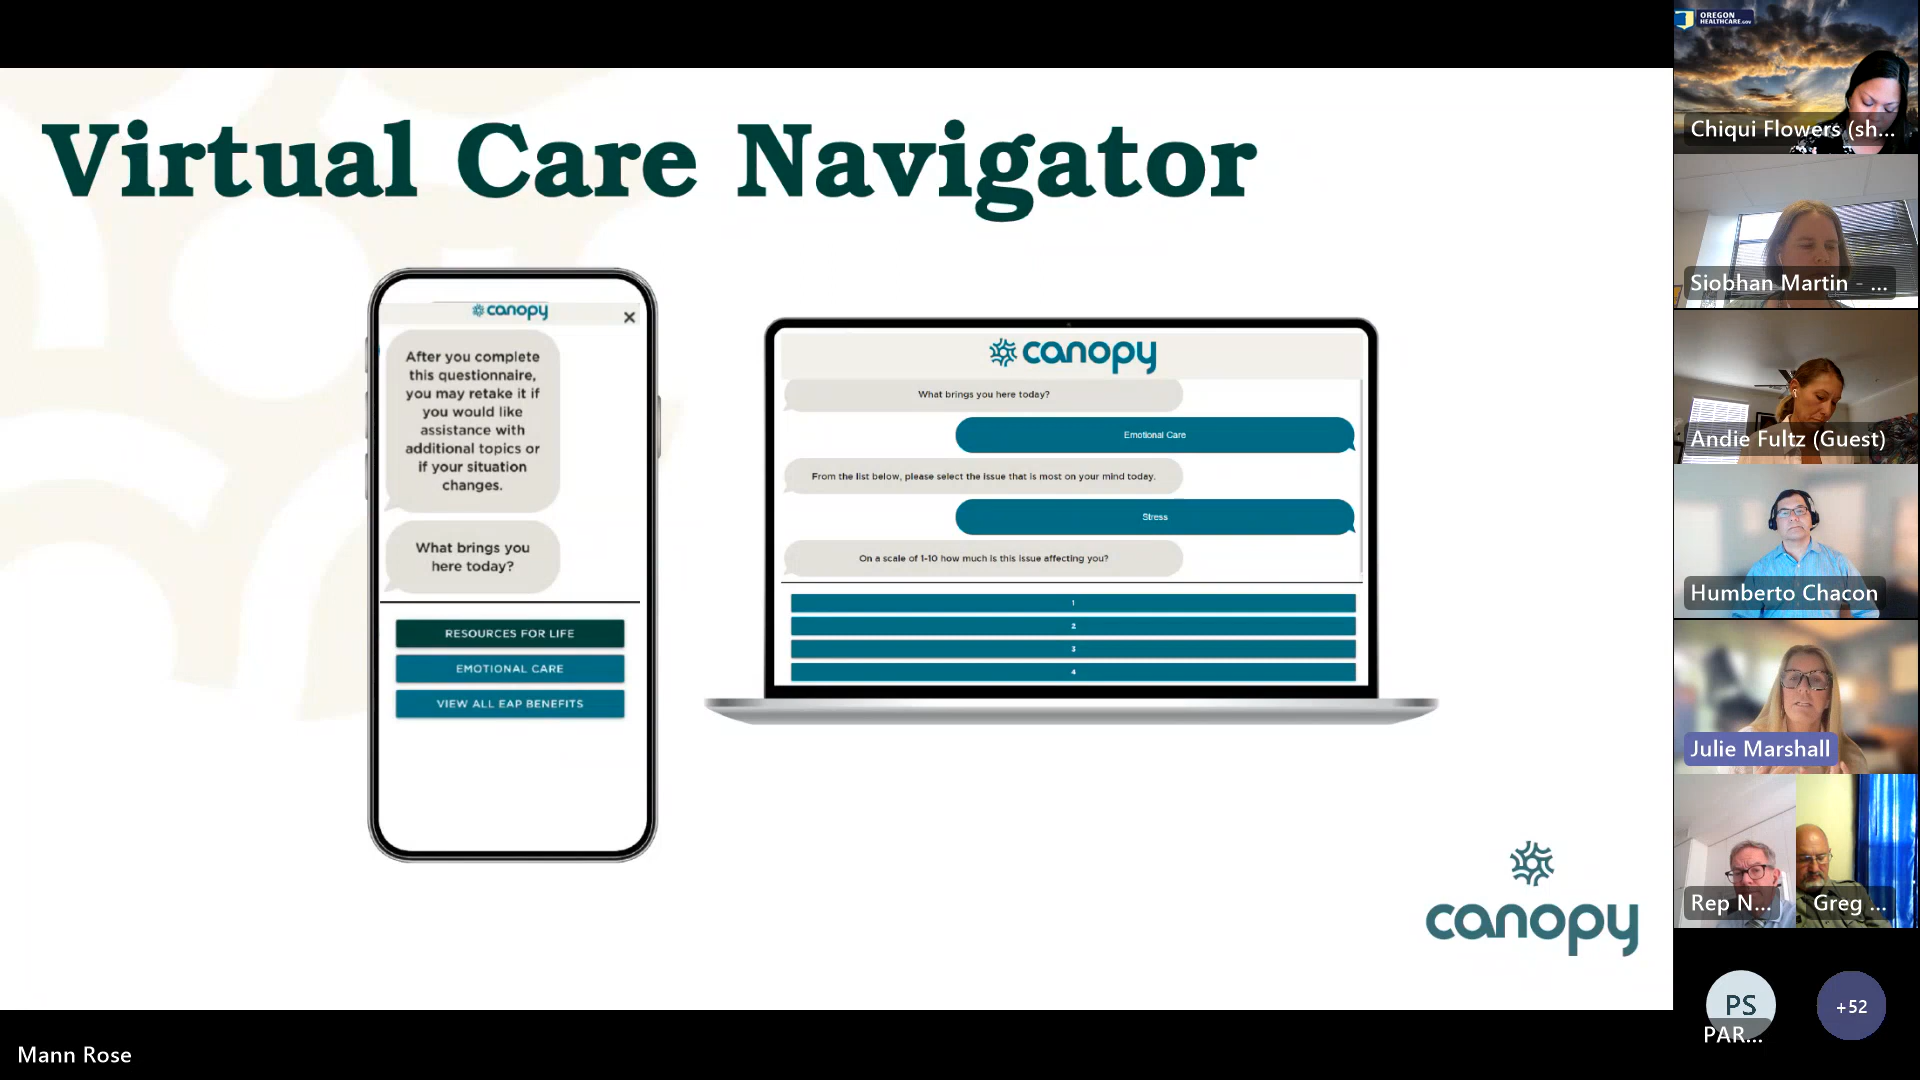 Virtual Care Navigator
canopy
After you complete
this questionnaire,
you may retake it if
you would like
assistance with
additional topics or
if your situation
changes.
What brings you
here today?
RESOURCES FOR LIFE
EMOTIONAL CARE
VIEW ALL EAP BENEFITS
canopy
What brings you here today?
Emotional Care
From the list below, please select the issue that is most on your mind today.
Stress
On a scale of 1-10 how much is this issue affecting you?
1
2
3
4
canopy
Mann Rose
OREGON
HEALTHCARE.GOV
Chiqui Flowers (sh...
Siobhan Martin - ...
Andie Fultz (Guest)
Humberto Chacon
Julie Marshall
Rep N...
Greg ...
PS
PAR...
+52